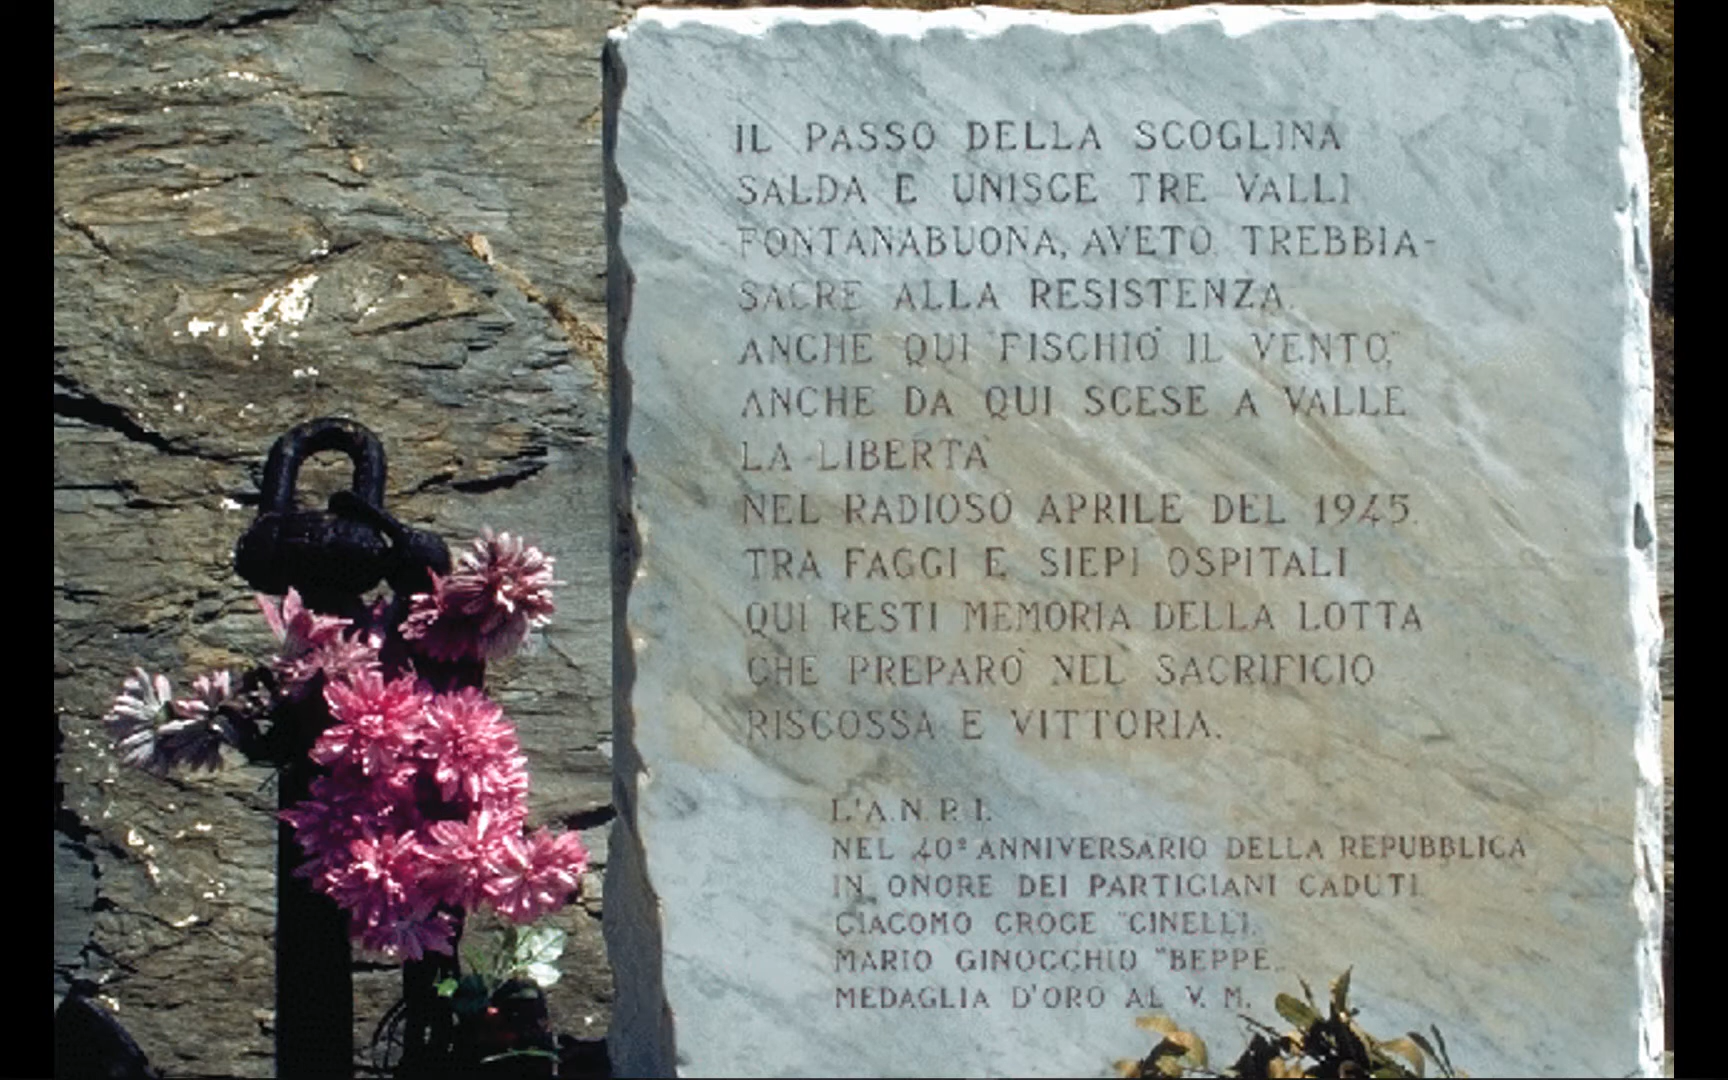 IL PASSO DELLA SCOGLINA
SALDA E UNISCE TRE VALLI
FONTANABUONA, AVETO TREBBIA-
SACRE ALLA RESISTENZA.
ANCHE QUI "FISCHIÒ IL VENTO",
ANCHE DA QUI SCESE A VALLE
LA LIBERTÀ
NEL RADIOSO APRILE DEL 1945.
TRA FAGGI E SIEPI OSPITALI
QUI RESTI MEMORIA DELLA LOTTA
CHE PREPARÒ NEL SACRIFICIO
RISCOSSA E VITTORIA.
L'A.N.P.I.
NEL 40º ANNIVERSARIO DELLA REPUBBLICA
IN ONORE DEI PARTIGIANI CADUTI
GIACOMO CROCE "CINELLI"
MARIO GINOCCHIO "BEPPE"
MEDAGLIA D'ORO AL V. M.